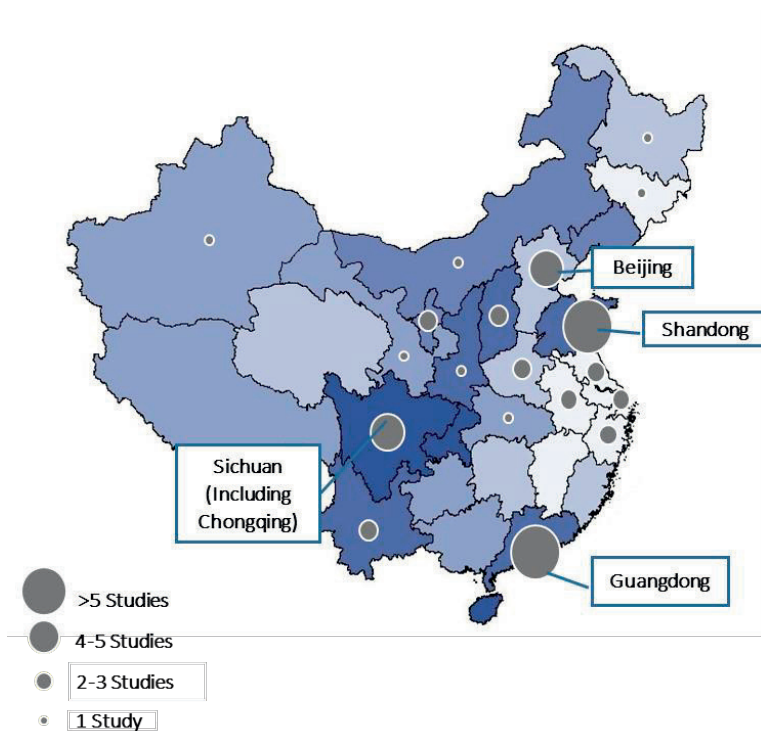 Beijing
Shandong
Sichuan
(Including
Chongqing)
Guangdong
>5 Studies
4-5 Studies
2-3 Studies
1 Study